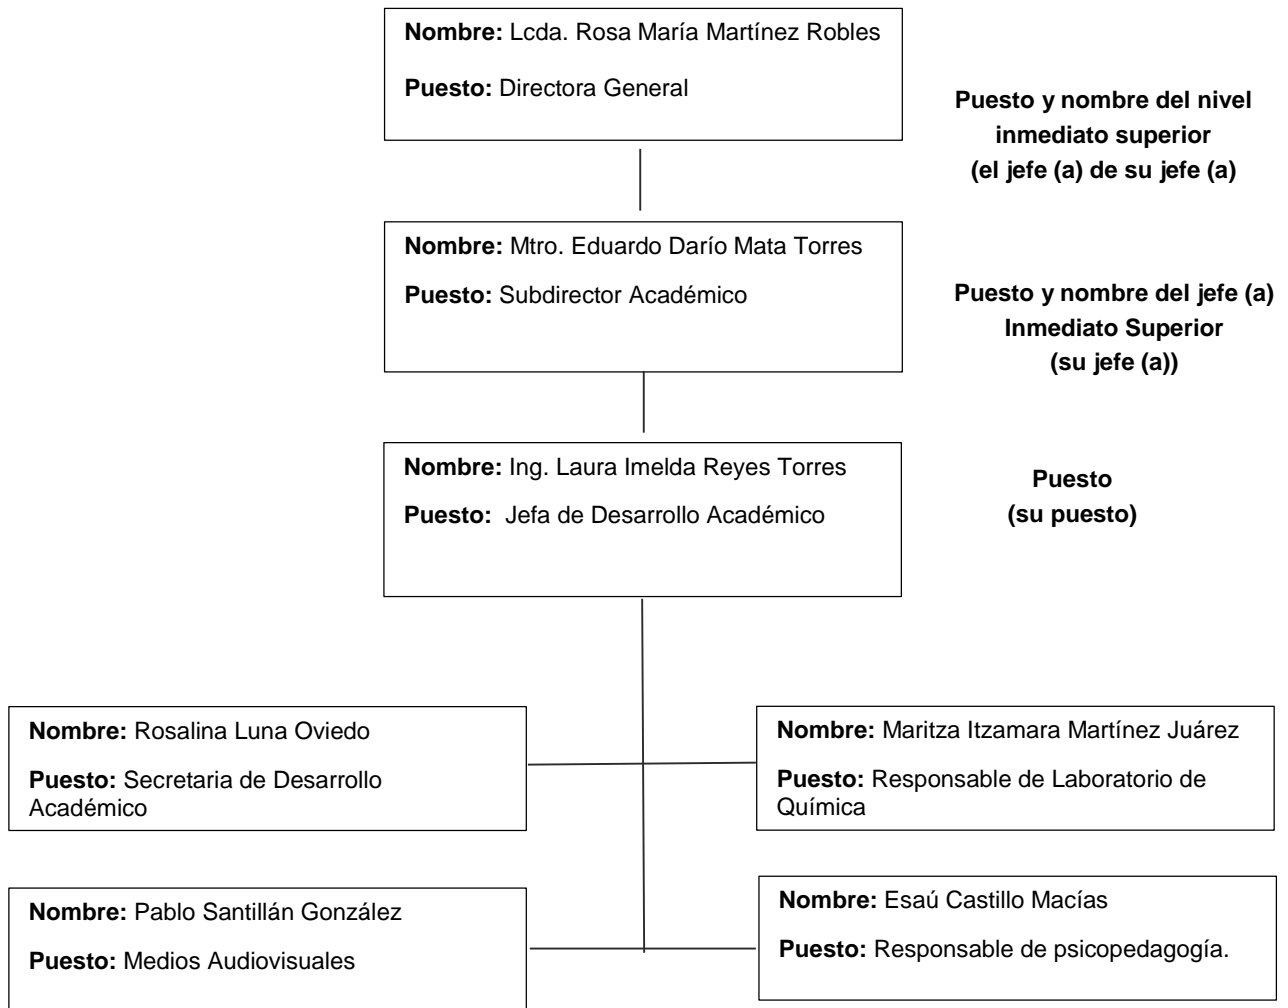 Nombre: Lcda. Rosa María Martínez Robles
Puesto: Directora General
Puesto y nombre del nivel
inmediato superior
(el jefe (a) de su jefe (a)
Nombre: Mtro. Eduardo Darío Mata Torres
Puesto: Subdirector Académico
Puesto y nombre del jefe (a)
Inmediato Superior
(su jefe (a))
Nombre: Ing. Laura Imelda Reyes Torres
Puesto: Jefa de Desarrollo Académico
Puesto
(su puesto)
Nombre: Rosalina Luna Oviedo
Puesto: Secretaria de Desarrollo
Académico
Nombre: Maritza Itzamara Martínez Juárez
Puesto: Responsable de Laboratorio de
Química
Nombre: Pablo Santillán González
Puesto: Medios Audiovisuales
Nombre: Esaú Castillo Macías
Puesto: Responsable de psicopedagogía.